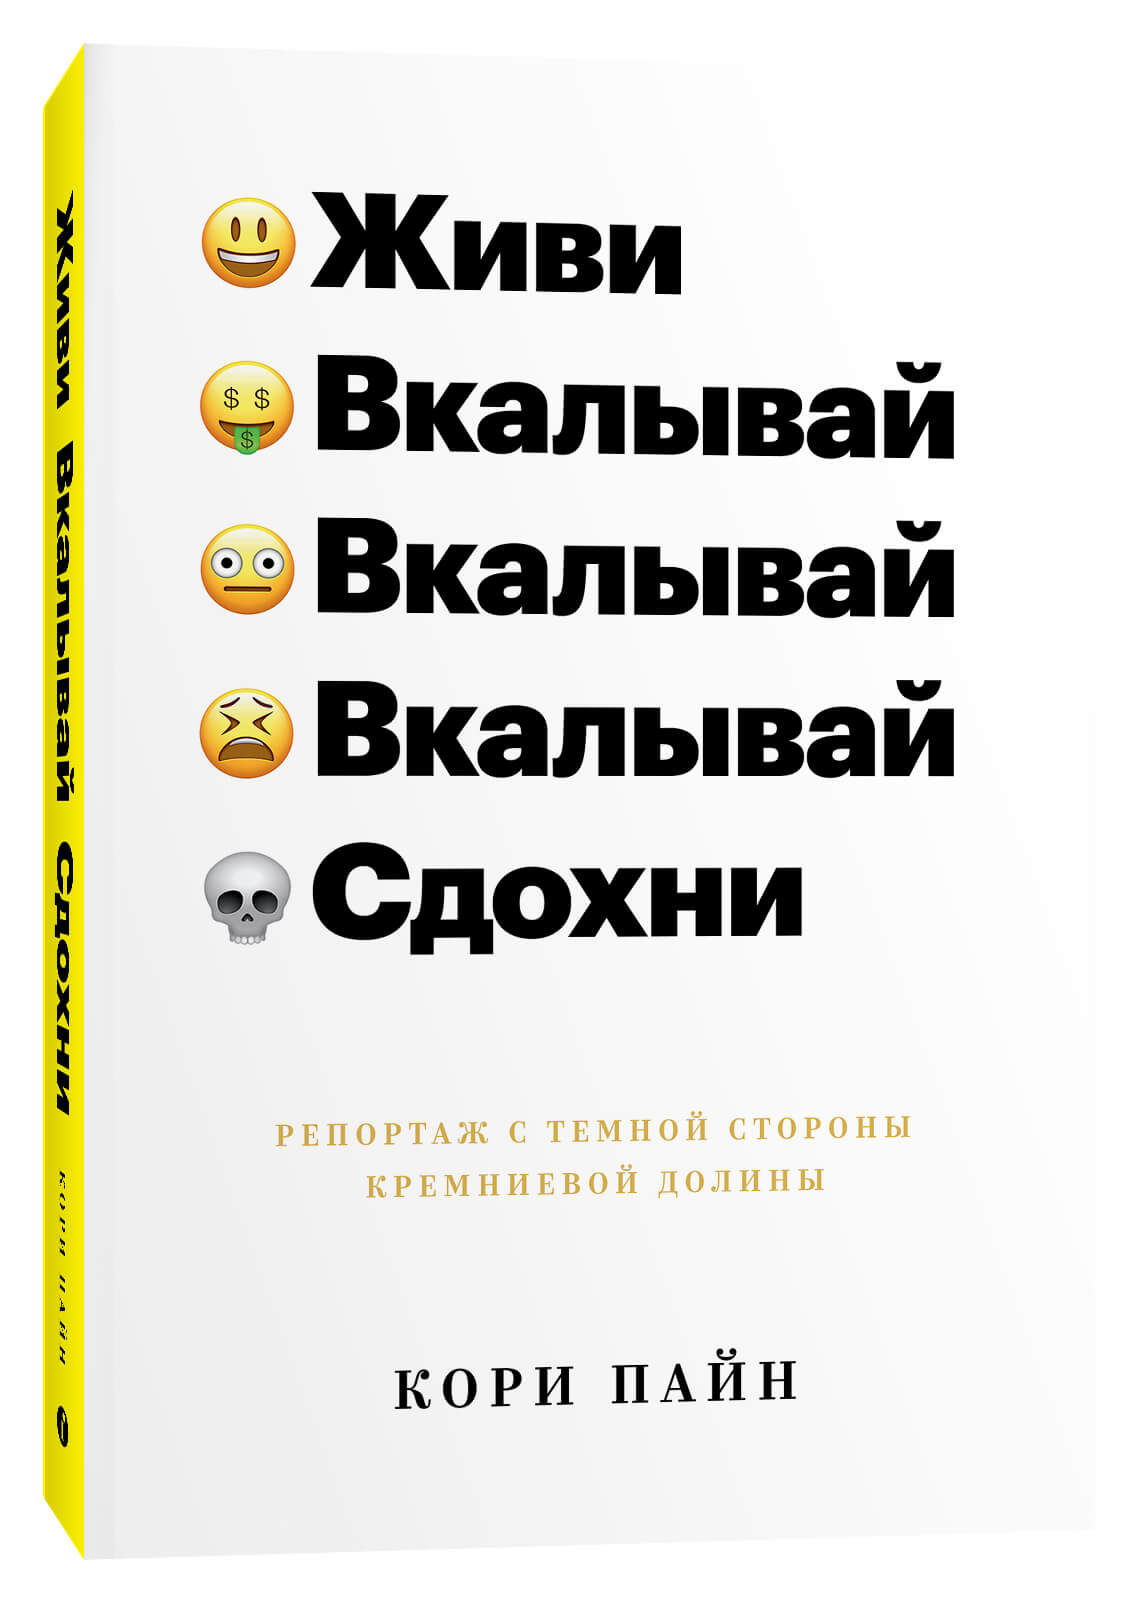 Живи
Вкалывай
Вкалывай
Вкалывай
Сдохни
РЕПОРТАЖ С ТЕМНОЙ СТОРОНЫ
КРЕМНИЕВОЙ ДОЛИНЫ
КОРИ ПАЙН
Живи Вкалывай Сдохни КОРИ ПАЙН